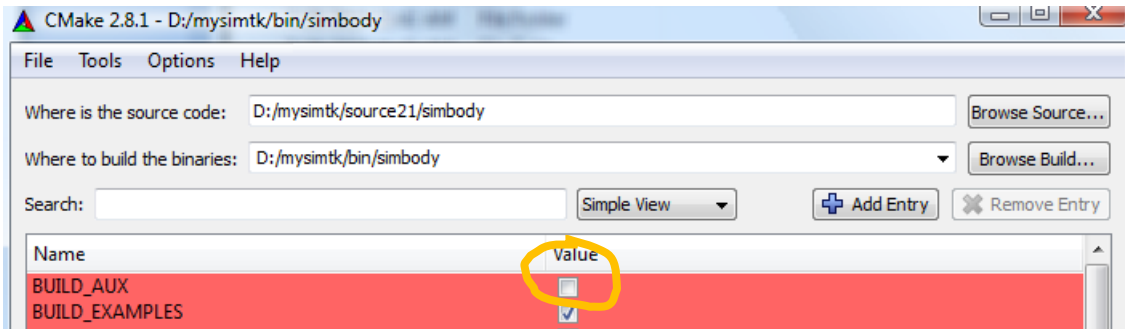 CMake 2.8.1 - D:/mysimtk/bin/simbody
File Tools Options Help
Where is the source code: D:/mysimtk/source21/simbody Browse Source...
Where to build the binaries: D:/mysimtk/bin/simbody Browse Build...
Search: Simple View Add Entry Remove Entry
Name Value
BUILD_AUX
BUILD_EXAMPLES